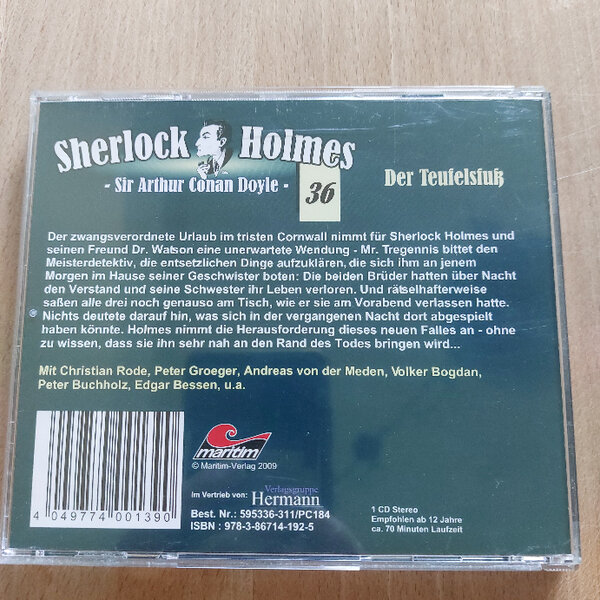 Sherlock Holmes
- Sir Arthur Conan Doyle -
36
Der Teufelsfuß
Der zwangsverordnete Urlaub im tristen Cornwall nimmt für Sherlock Holmes und
seinen Freund Dr. Watson eine unerwartete Wendung - Mr. Tregennis bittet den
Meisterdetektiv, die entsetzlichen Dinge aufzuklären, die sich ihm an jenem
Morgen im Hause seiner Geschwister boten: Die beiden Brüder hatten über Nacht
den Verstand und seine Schwester ihr Leben verloren. Und rätselhafterweise
saßen alle drei noch genauso am Tisch, wie er sie am Vorabend verlassen hatte.
Nichts deutete darauf hin, was sich in der vergangenen Nacht dort abgespielt
haben könnte. Holmes nimmt die Herausforderung dieses neuen Falles an - ohne
zu wissen, dass sie ihn sehr nah an den Rand des Todes bringen wird...
Mit Christian Rode, Peter Groeger, Andreas von der Meden, Volker Bogdan,
Peter Buchholz, Edgar Bessen, u.a.
maritim
© Maritim-Verlag 2009
im Vertrieb von:
Verlagsgruppe
Hermann
Best. Nr.: 595336-311/PC184
ISBN : 978-3-86714-192-5
4 049774 001390
1 CD Stereo
Empfohlen ab 12 Jahre
ca. 70 Minuten Laufzeit